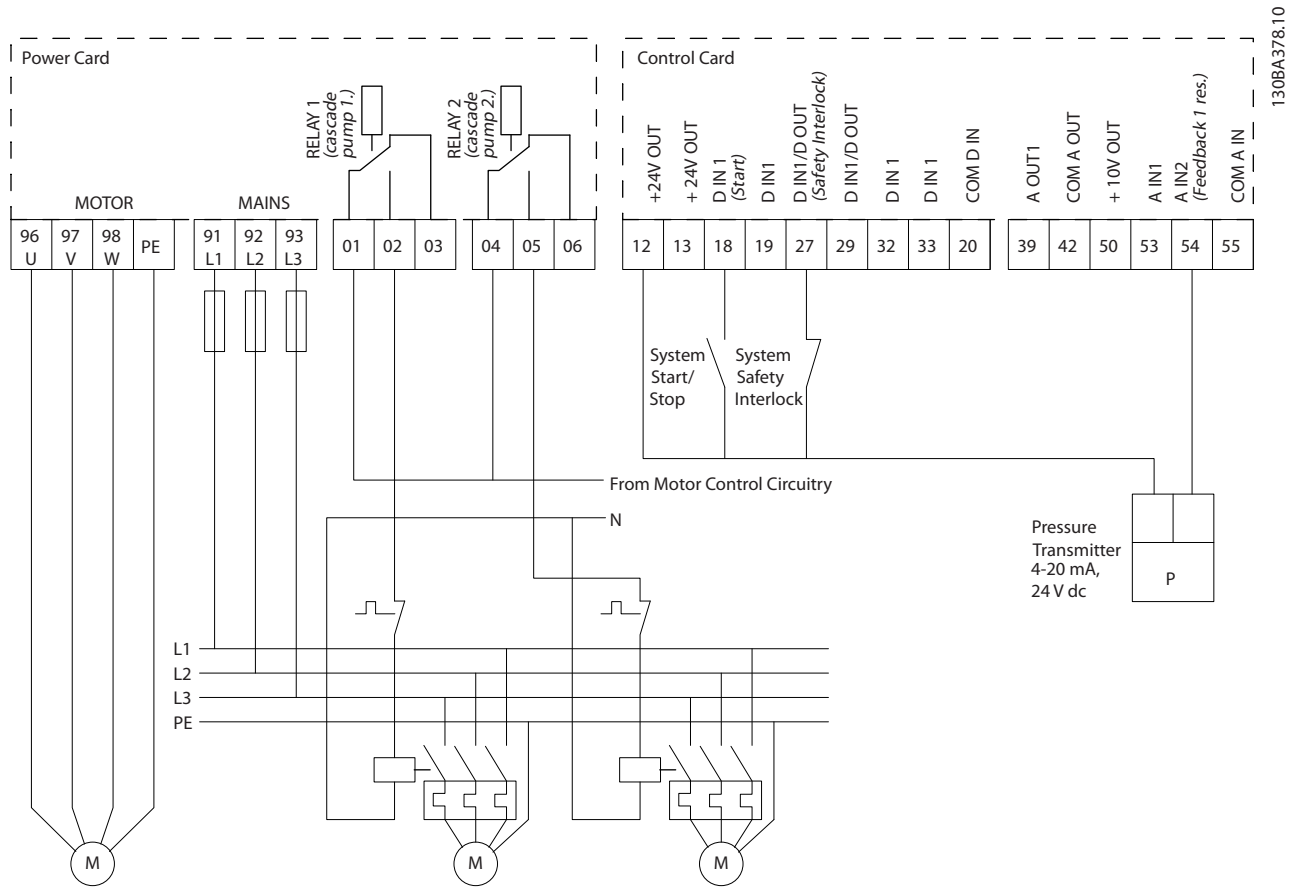 130BA378.10
Power Card
Control Card
RELAY 1
(cascade
pump 1.)
RELAY 2
(cascade
pump 2.)
+24V OUT
+ 24V OUT
D IN 1
(Start)
D IN1
D IN1/D OUT
(Safety Interlock)
D IN1/D OUT
D IN 1
D IN 1
COM D IN
A OUT1
COM A OUT
+ 10V OUT
A IN1
A IN2
(Feedback 1 res.)
COM A IN
MOTOR
MAINS
96 97 98 PE
U V W
91 92 93
L1 L2 L3
01 02 03
04 05 06
12 13 18 19 27 29 32 33 20
39 42 50 53 54 55
System
Start/
Stop
System
Safety
Interlock
From Motor Control Circuitry
N
Pressure
Transmitter
4-20 mA,
24 V dc
P
L1
L2
L3
PE
M
M
M